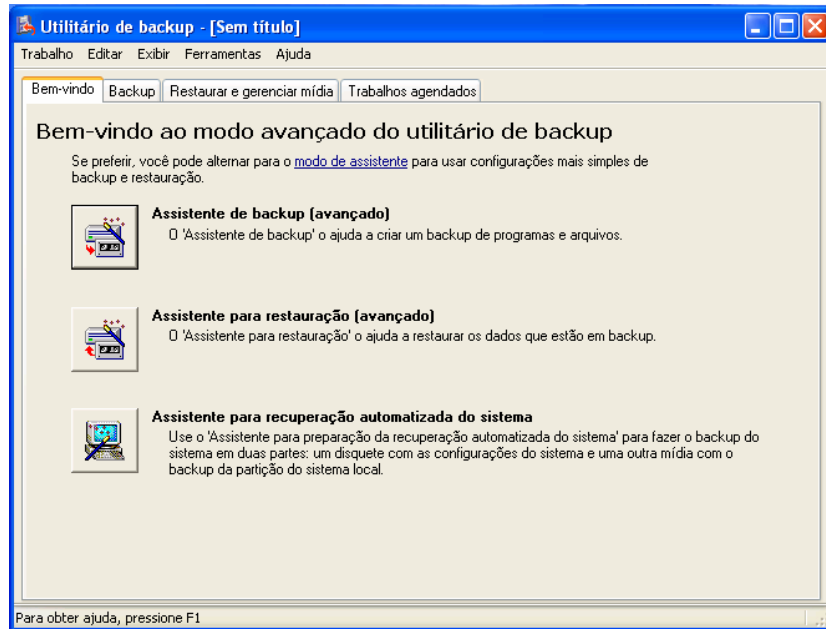 Utilitário de backup - [Sem título]
Trabalho Editar Exibir Ferramentas Ajuda
Bem-vindo Backup Restaurar e gerenciar mídia Trabalhos agendados
Bem-vindo ao modo avançado do utilitário de backup
Se preferir, você pode alternar para o modo de assistente para usar configurações mais simples de
backup e restauração.
Assistente de backup (avançado)
O 'Assistente de backup' o ajuda a criar um backup de programas e arquivos.
Assistente para restauração (avançado)
O 'Assistente para restauração' o ajuda a restaurar os dados que estão em backup.
Assistente para recuperação automatizada do sistema
Use o 'Assistente para preparação da recuperação automatizada do sistema' para fazer o backup do
sistema em duas partes: um disquete com as configurações do sistema e uma outra mídia com o
backup da partição do sistema local.
Para obter ajuda, pressione F1